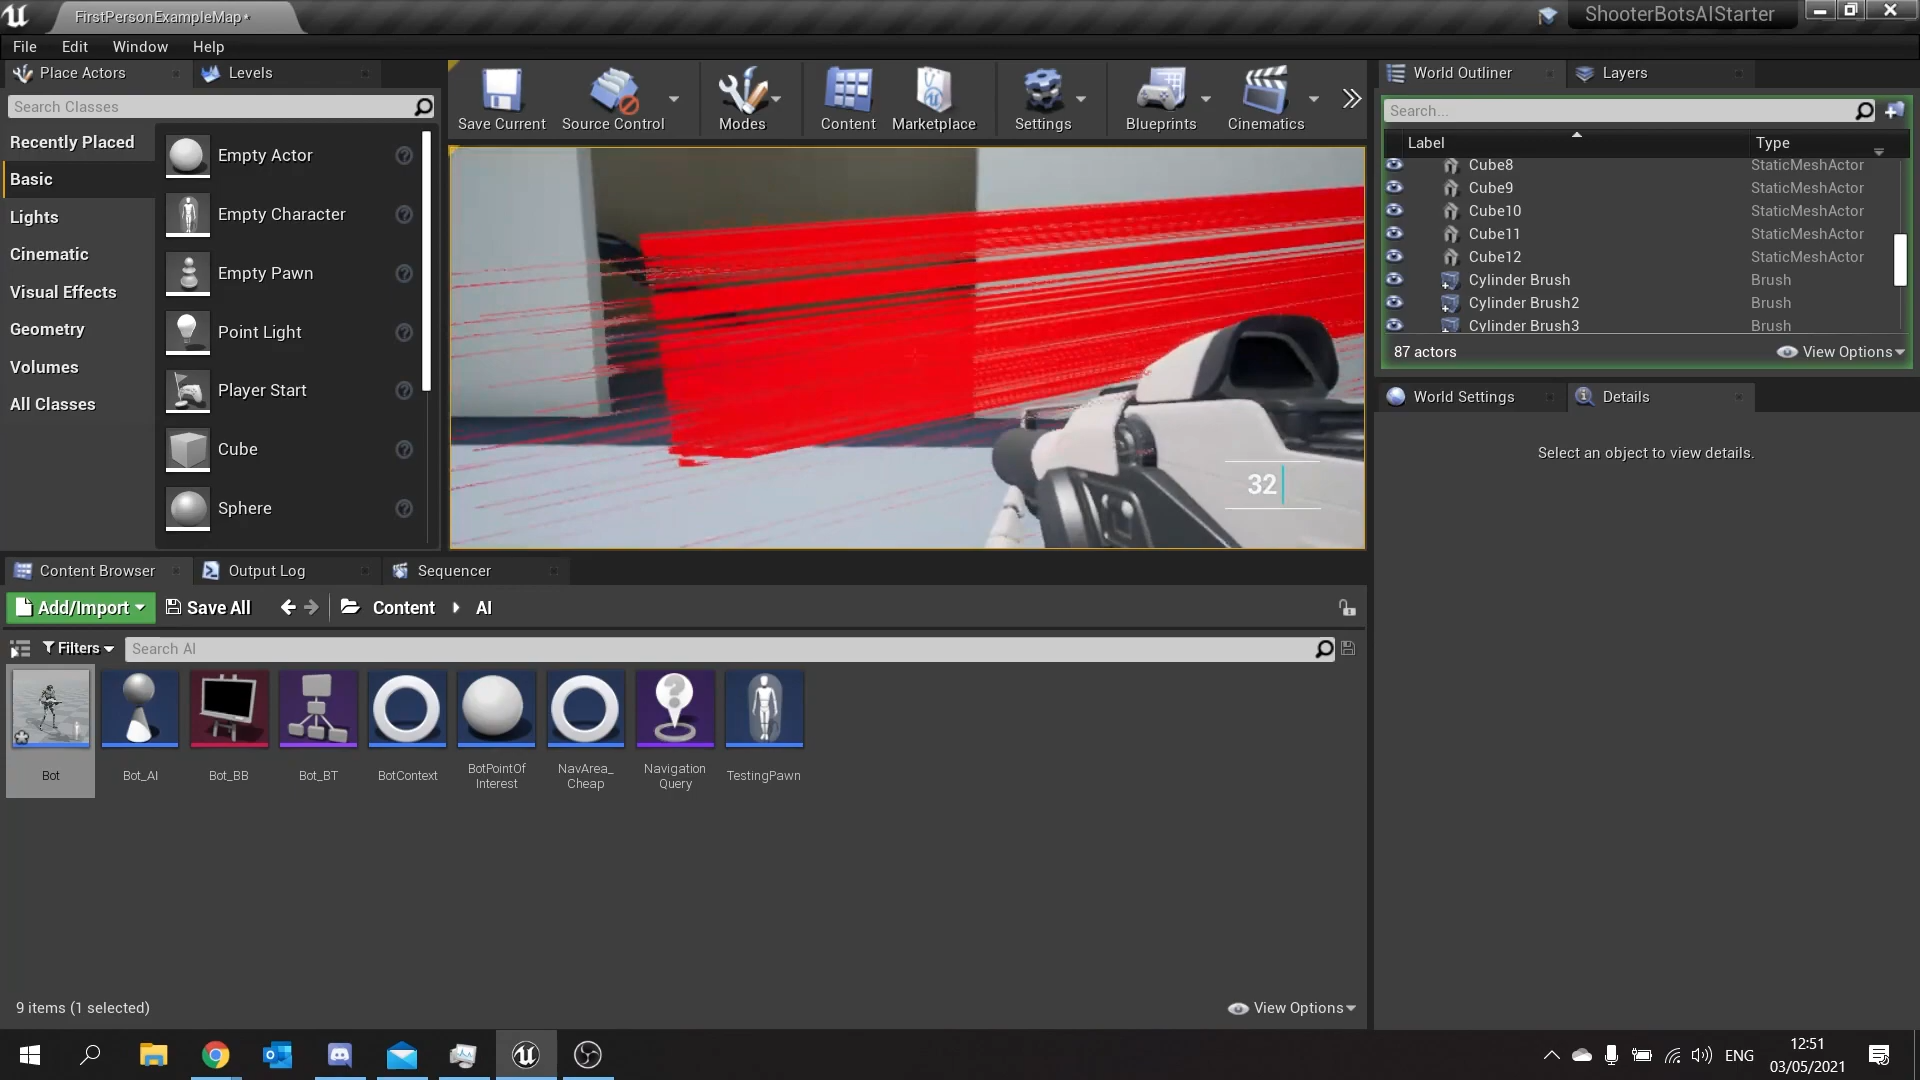 FirstPersonExampleMap*
ShooterBotsAIStarter
File Edit Window Help
Place Actors
Levels
Search Classes
Recently Placed
Basic
Lights
Cinematic
Visual Effects
Geometry
Volumes
All Classes
Empty Actor
Empty Character
Empty Pawn
Point Light
Player Start
Cube
Sphere
Save Current
Source Control
Modes
Content
Marketplace
Settings
Blueprints
Cinematics
32
World Outliner
Layers
Search...
Label Type
Cube8 StaticMeshActor
Cube9 StaticMeshActor
Cube10 StaticMeshActor
Cube11 StaticMeshActor
Cube12 StaticMeshActor
Cylinder Brush Brush
Cylinder Brush2 Brush
Cylinder Brush3 Brush
87 actors
View Options
World Settings
Details
Select an object to view details.
Content Browser
Output Log
Sequencer
Add/Import
Save All
Content
AI
Filters
Search AI
Bot
Bot_AI
Bot_BB
Bot_BT
BotContext
BotPointOf
Interest
NavArea_
Cheap
Navigation
Query
TestingPawn
9 items (1 selected)
View Options
ENG
12:51
03/05/2021